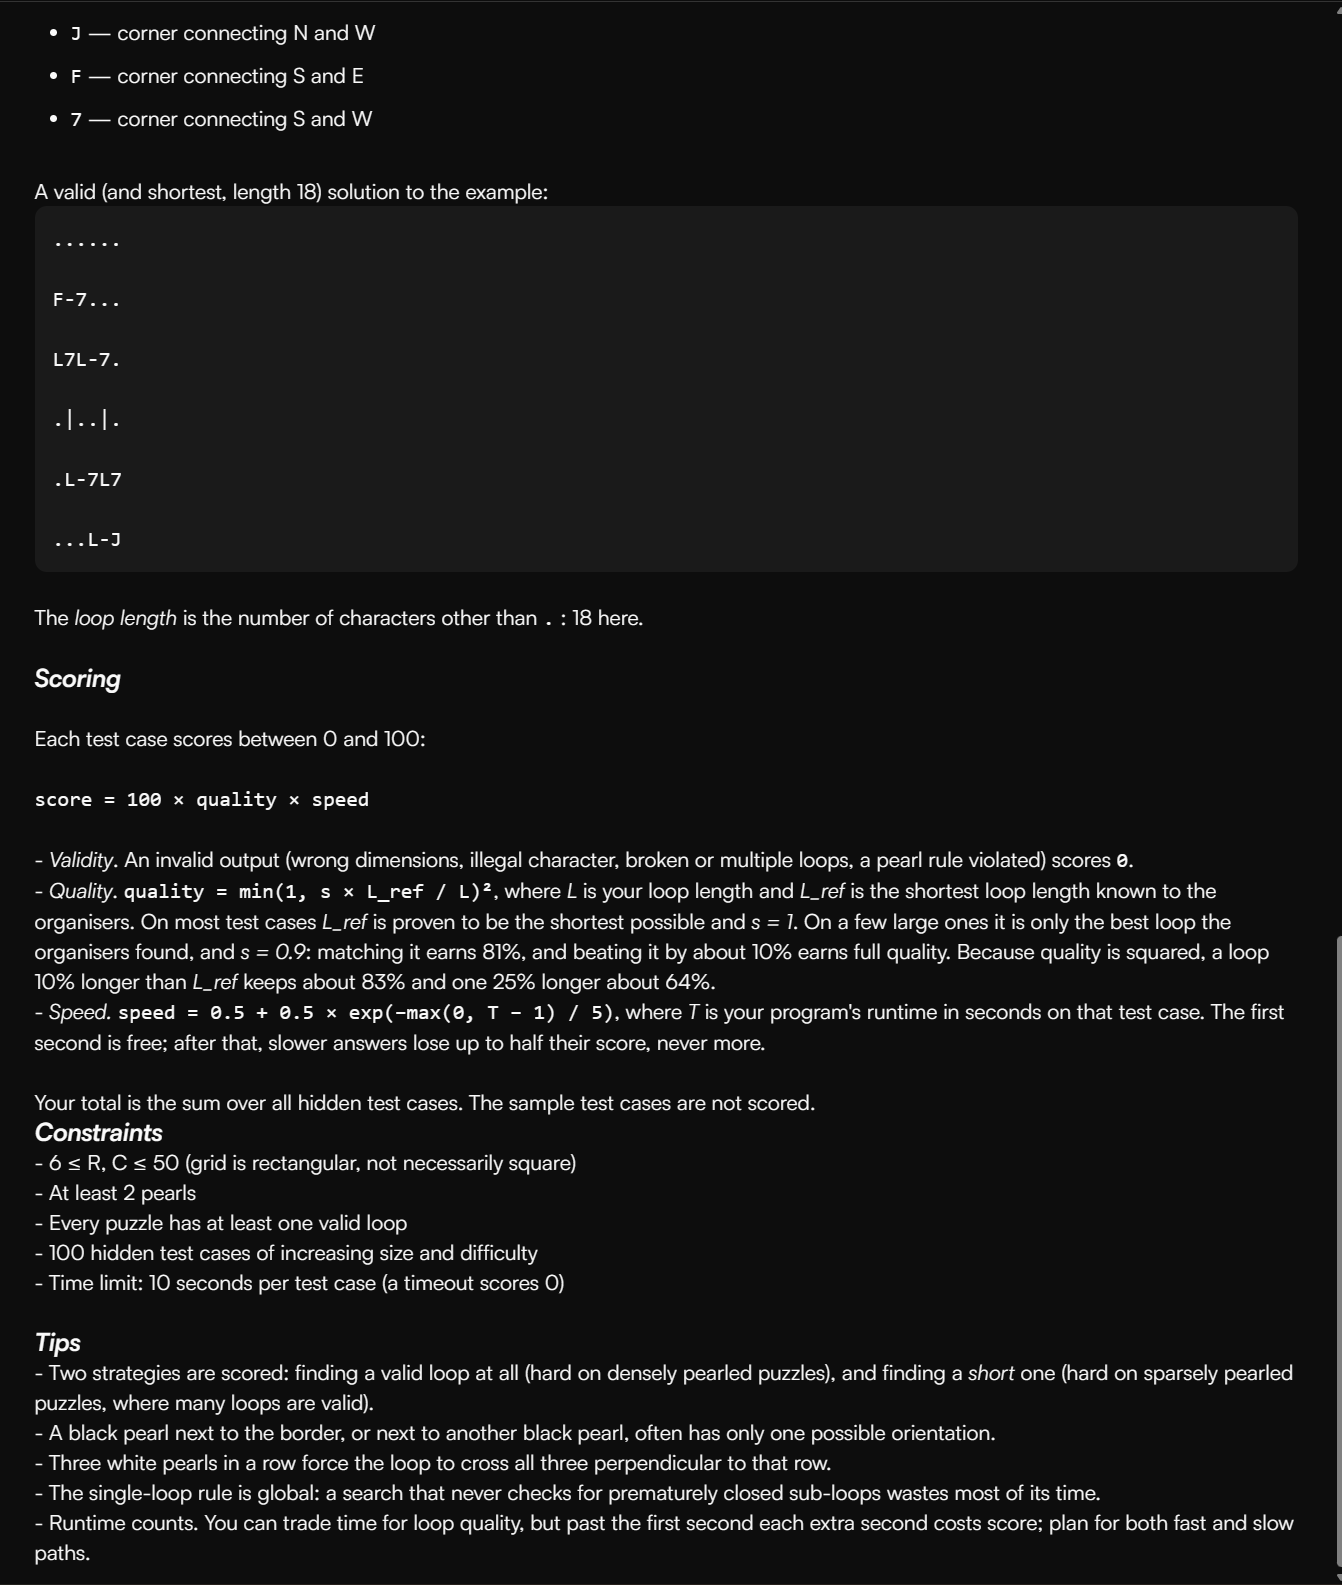 • J — corner connecting N and W
• F — corner connecting S and E
• 7 — corner connecting S and W
A valid (and shortest, length 18) solution to the example:
......
F-7...
L7L-7.
.|..|.
.L-7L7
...L-J
The loop length is the number of characters other than . : 18 here.
Scoring
Each test case scores between 0 and 100:
score = 100 × quality × speed
- Validity. An invalid output (wrong dimensions, illegal character, broken or multiple loops, a pearl rule violated) scores 0.
- Quality. quality = min(1, s × L_ref / L)², where L is your loop length and L_ref is the shortest loop length known to the
organisers. On most test cases L_ref is proven to be the shortest possible and s = 1. On a few large ones it is only the best loop the
organisers found, and s = 0.9: matching it earns 81%, and beating it by about 10% earns full quality. Because quality is squared, a loop
10% longer than L_ref keeps about 83% and one 25% longer about 64%.
- Speed. speed = 0.5 + 0.5 × exp(−max(0, T − 1) / 5), where T is your program's runtime in seconds on that test case. The first
second is free; after that, slower answers lose up to half their score, never more.
Your total is the sum over all hidden test cases. The sample test cases are not scored.
Constraints
- 6 ≤ R, C ≤ 50 (grid is rectangular, not necessarily square)
- At least 2 pearls
- Every puzzle has at least one valid loop
- 100 hidden test cases of increasing size and difficulty
- Time limit: 10 seconds per test case (a timeout scores 0)
Tips
- Two strategies are scored: finding a valid loop at all (hard on densely pearled puzzles), and finding a short one (hard on sparsely pearled
puzzles, where many loops are valid).
- A black pearl next to the border, or next to another black pearl, often has only one possible orientation.
- Three white pearls in a row force the loop to cross all three perpendicular to that row.
- The single-loop rule is global: a search that never checks for prematurely closed sub-loops wastes most of its time.
- Runtime counts. You can trade time for loop quality, but past the first second each extra second costs score; plan for both fast and slow
paths.